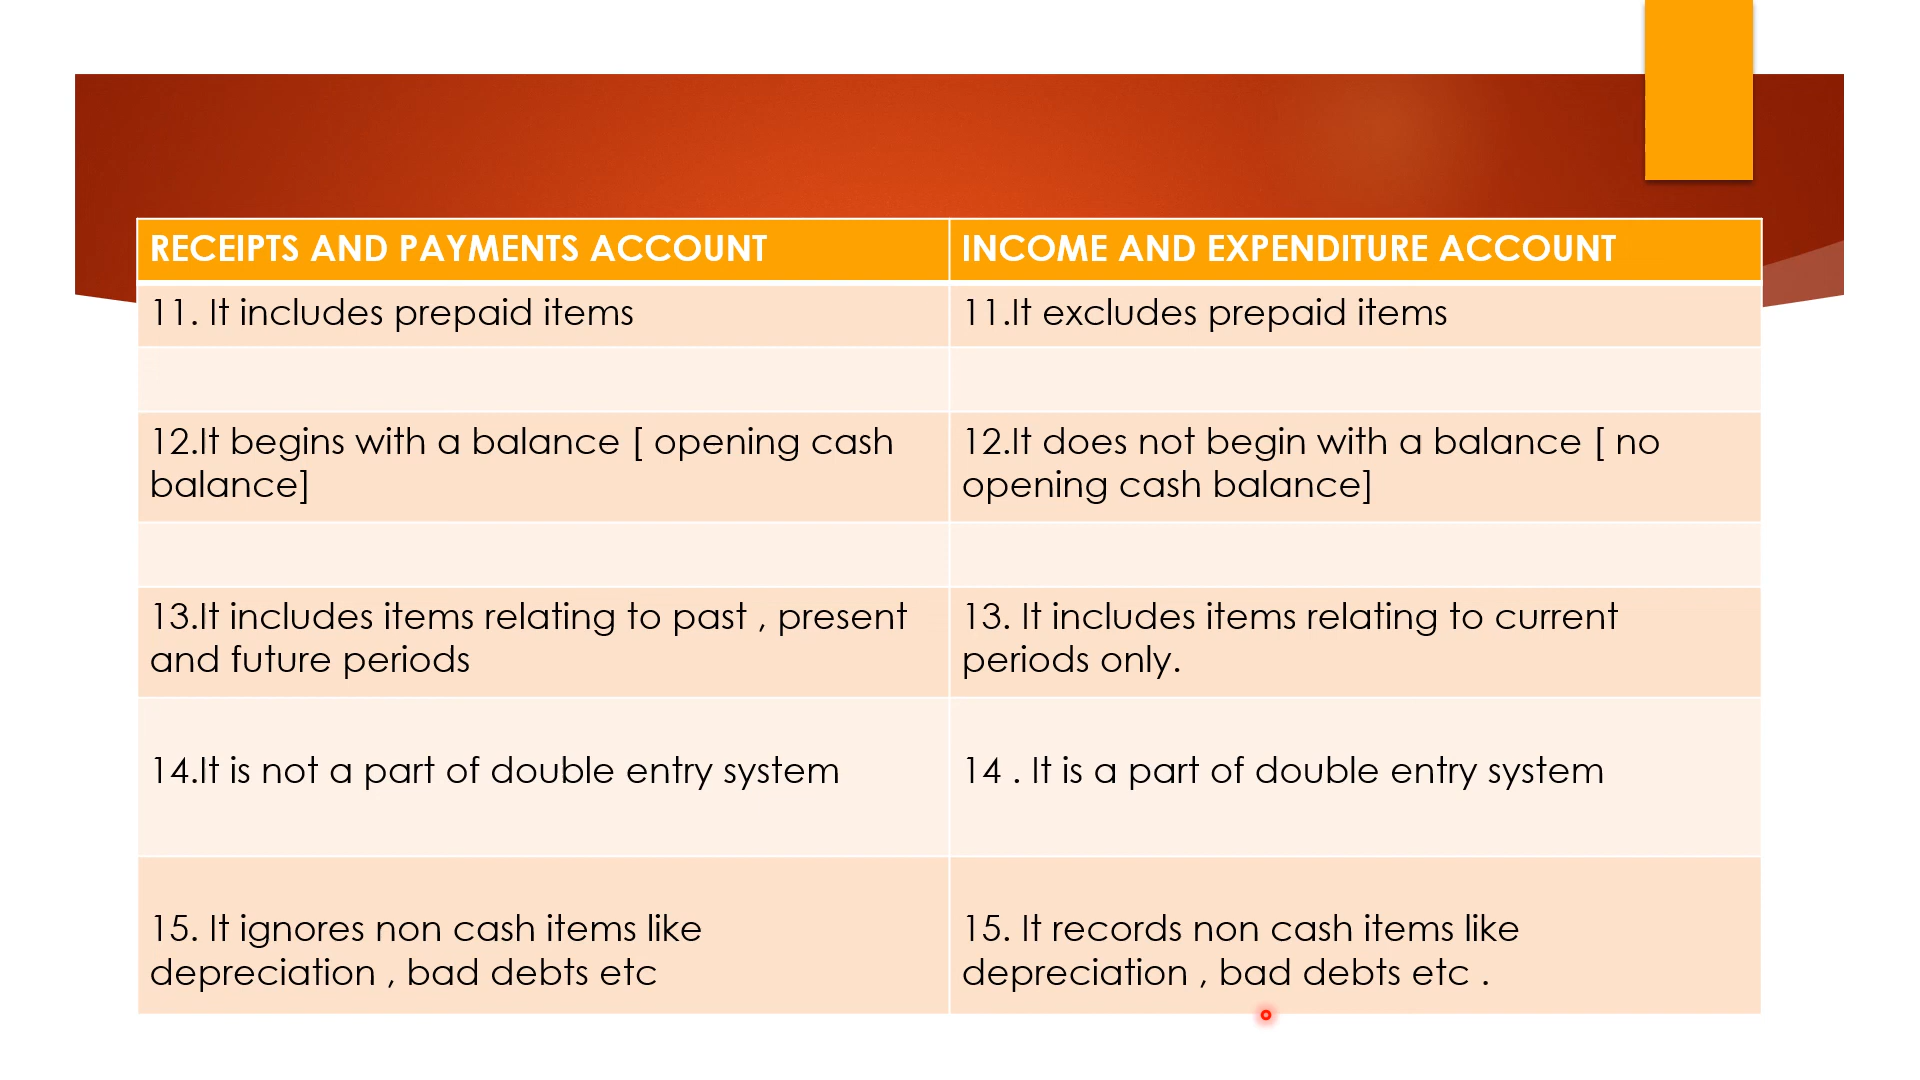 RECEIPTS AND PAYMENTS ACCOUNT
INCOME AND EXPENDITURE ACCOUNT
11. It includes prepaid items
11.It excludes prepaid items
12.It begins with a balance [ opening cash
balance]
12.It does not begin with a balance [ no
opening cash balance]
13.It includes items relating to past , present
and future periods
13. It includes items relating to current
periods only.
14.It is not a part of double entry system
14 . It is a part of double entry system
15. It ignores non cash items like
depreciation , bad debts etc
15. It records non cash items like
depreciation , bad debts etc .